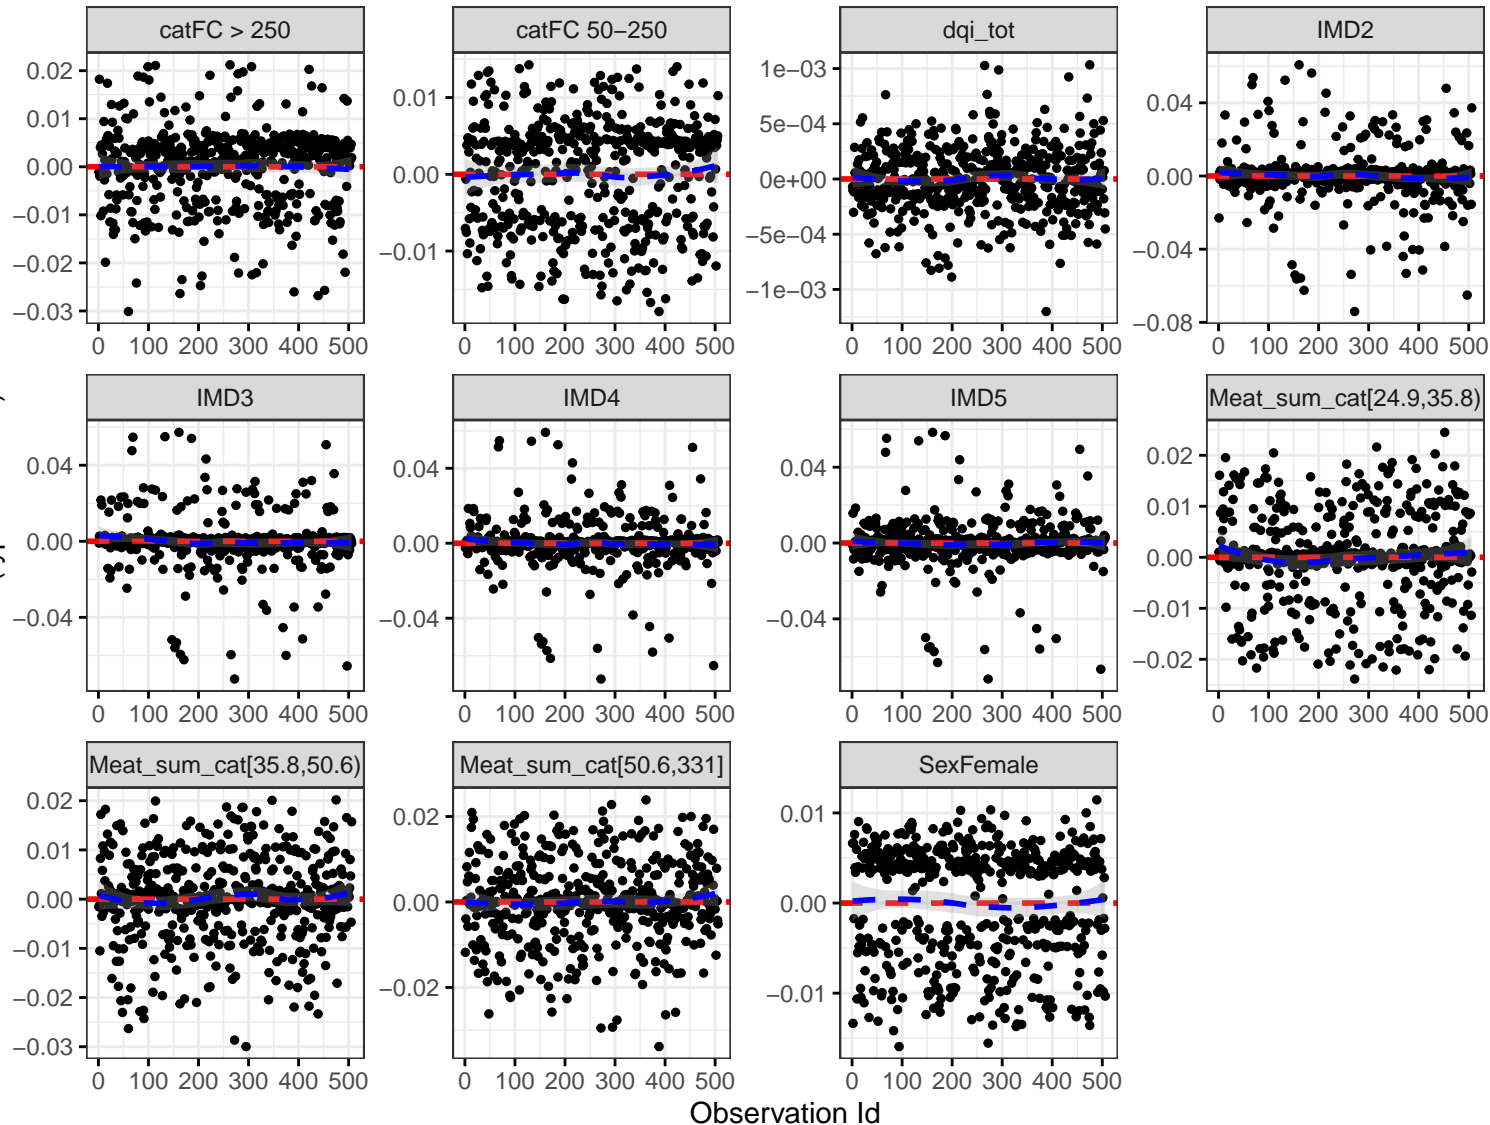 catFC > 250 catFC 50−250 dqi_tot IMD2
0.02 0.01 0.00 −0.01 −0.02 −0.03
0.01 0.00 −0.01
1e−03 5e−04 0e+00 −5e−04 −1e−03
0.04 0.00 −0.04 −0.08
0 100 200 300 400 500 0 100 200 300 400 500 0 100 200 300 400 500 0 100 200 300 400 500
IMD3 IMD4 IMD5 Meat_sum_cat[24.9,35.8)
0.04 0.00 −0.04
0.04 0.00 −0.04
0.04 0.00 −0.04
0.02 0.01 0.00 −0.01 −0.02
0 100 200 300 400 500 0 100 200 300 400 500 0 100 200 300 400 500 0 100 200 300 400 500
Meat_sum_cat[35.8,50.6) Meat_sum_cat[50.6,331] SexFemale
0.02 0.01 0.00 −0.01 −0.02 −0.03
0.02 0.00 −0.02
0.01 0.00 −0.01
0 100 200 300 400 500 0 100 200 300 400 500 0 100 200 300 400 500
Observation Id